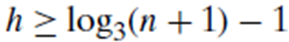 h ≥ log₃(n + 1) − 1